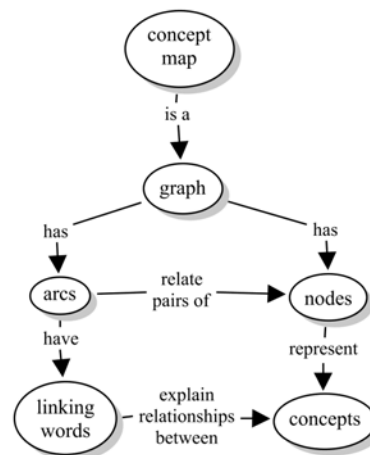 concept
map
is a
graph
has
has
arcs
relate
pairs of
nodes
have
represent
linking
words
explain
relationships
between
concepts